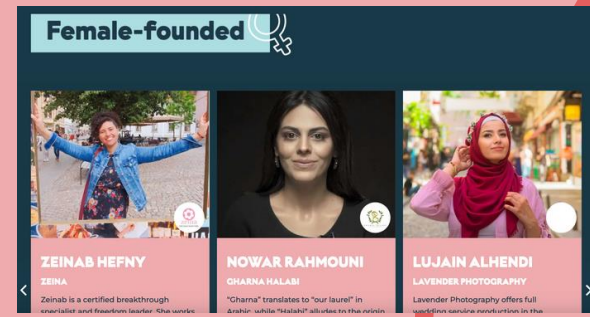 Female-founded
ZEINAB HEFNY
ZEINA
Zeinab is a certified breakthrough
specialist and freedom leader. She works
NOWAR RAHMOUNI
GHARNA HALABI
"Gharna" translates to "our laurel" in
Arabic, while "Halabi" alludes to the origin
LUJAIN ALHENDI
LAVENDER PHOTOGRAPHY
Lavender Photography offers full
wedding service production in the